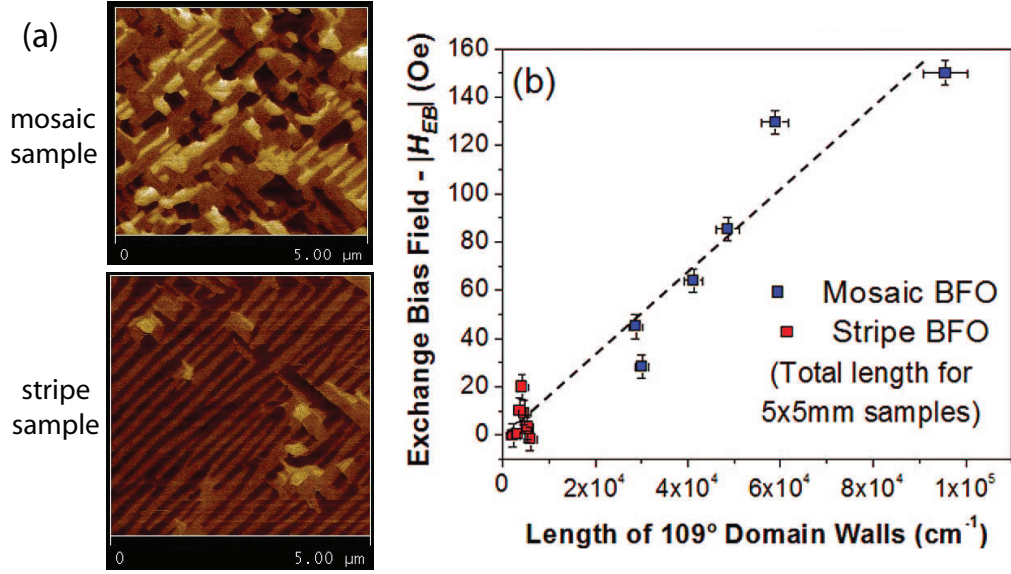 (a)
mosaic
sample
0 5.00 µm
stripe
sample
0 5.00 µm
(b)
Exchange Bias Field - |H_EB| (Oe)
160
140
120
100
80
60
40
20
0
Mosaic BFO
Stripe BFO
(Total length for
5x5mm samples)
0 2x10⁴ 4x10⁴ 6x10⁴ 8x10⁴ 1x10⁵
Length of 109° Domain Walls (cm⁻¹)